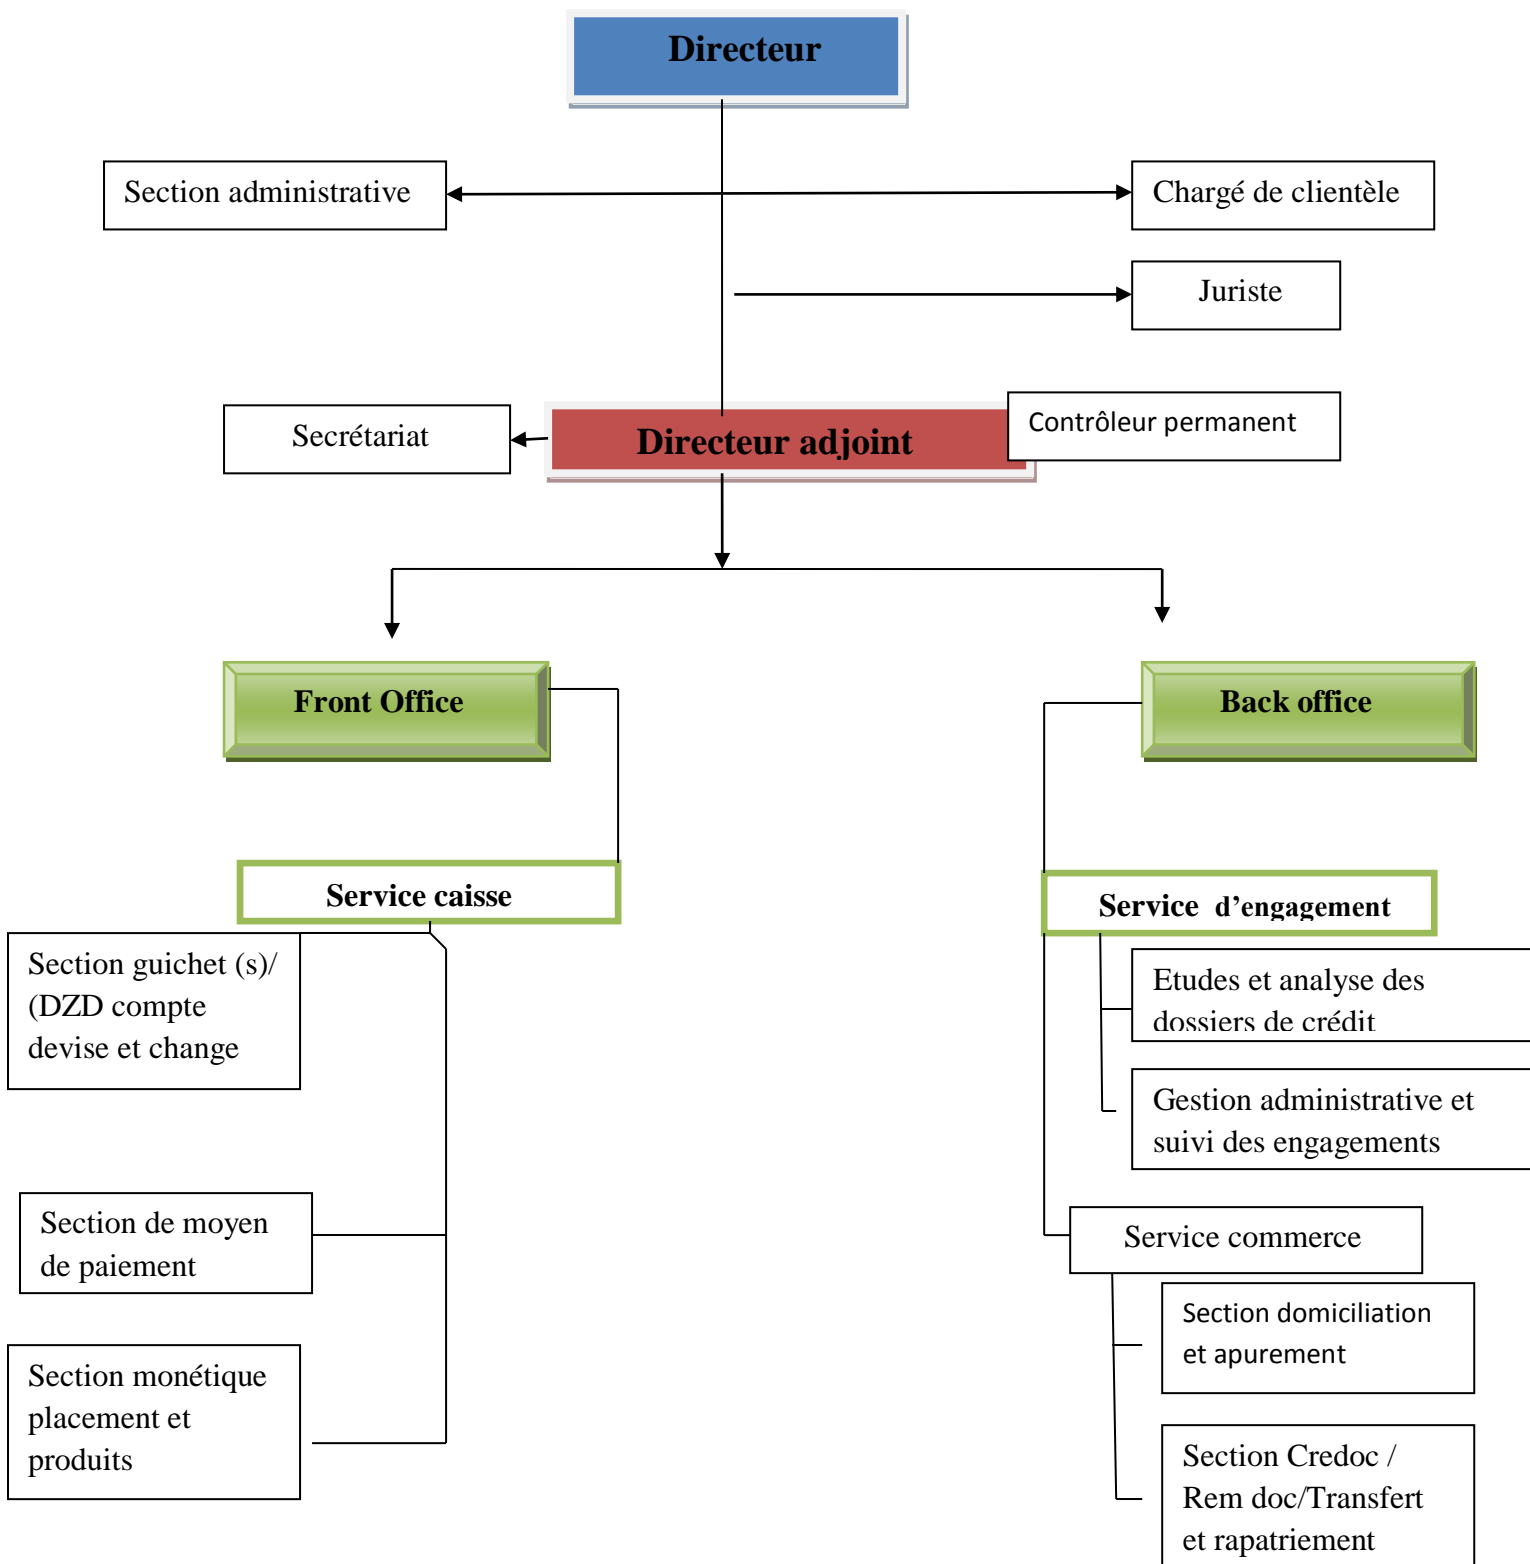 Directeur
Section administrative
Chargé de clientèle
Juriste
Secrétariat
Directeur adjoint
Contrôleur permanent
Front Office
Back office
Service caisse
Service d’engagement
Section guichet (s)/
(DZD compte
devise et change
Etudes et analyse des
dossiers de crédit
Gestion administrative et
suivi des engagements
Section de moyen
de paiement
Service commerce
Section domiciliation
et apurement
Section monétique
placement et
produits
Section Credoc /
Rem doc/Transfert
et rapatriement